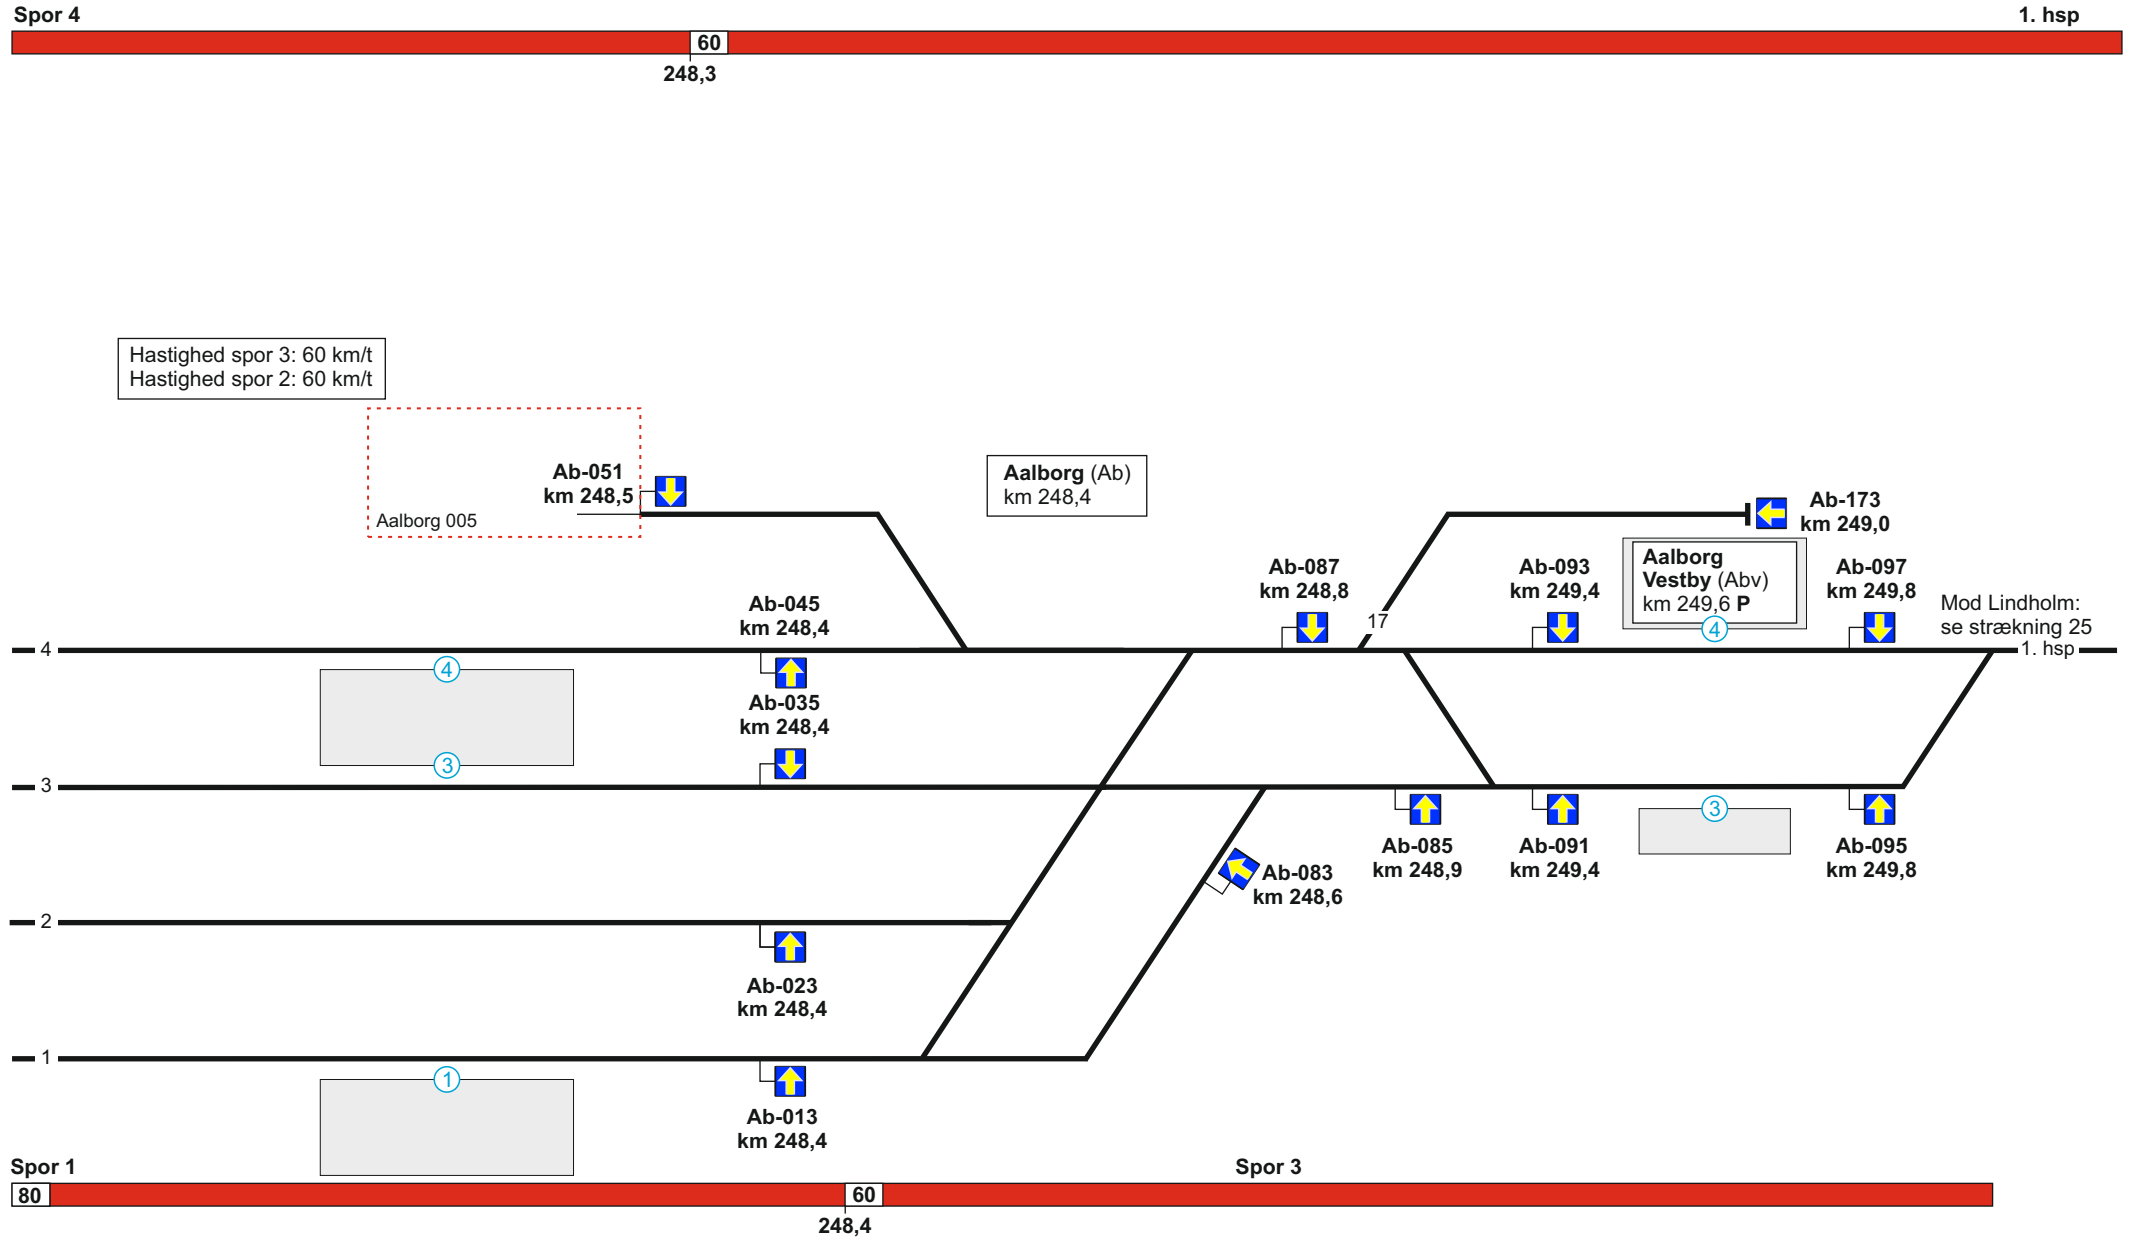 Spor 4
1. hsp
60
248,3
Hastighed spor 3: 60 km/t
Hastighed spor 2: 60 km/t
Aalborg 005
Ab-051
km 248,5
Aalborg (Ab)
km 248,4
Ab-173
km 249,0
Ab-045
km 248,4
Ab-087
km 248,8
17
Ab-093
km 249,4
Aalborg
Vestby (Abv)
km 249,6 P
4
Ab-097
km 249,8
Mod Lindholm:
se strækning 25
1. hsp
4
4
Ab-035
km 248,4
3
3
3
Ab-083
km 248,6
Ab-085
km 248,9
Ab-091
km 249,4
Ab-095
km 249,8
2
Ab-023
km 248,4
1
1
Ab-013
km 248,4
Spor 1
Spor 3
80
60
248,4